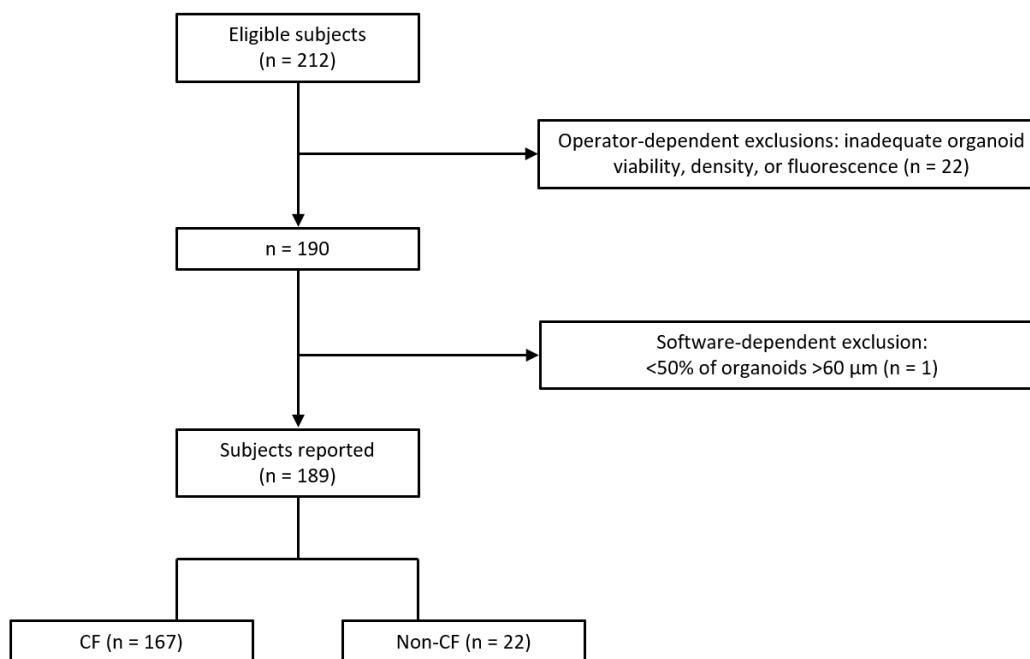 Eligible subjects
(n = 212)
Operator-dependent exclusions: inadequate organoid
viability, density, or fluorescence (n = 22)
n = 190
Software-dependent exclusion:
<50% of organoids >60 µm (n = 1)
Subjects reported
(n = 189)
CF (n = 167)
Non-CF (n = 22)